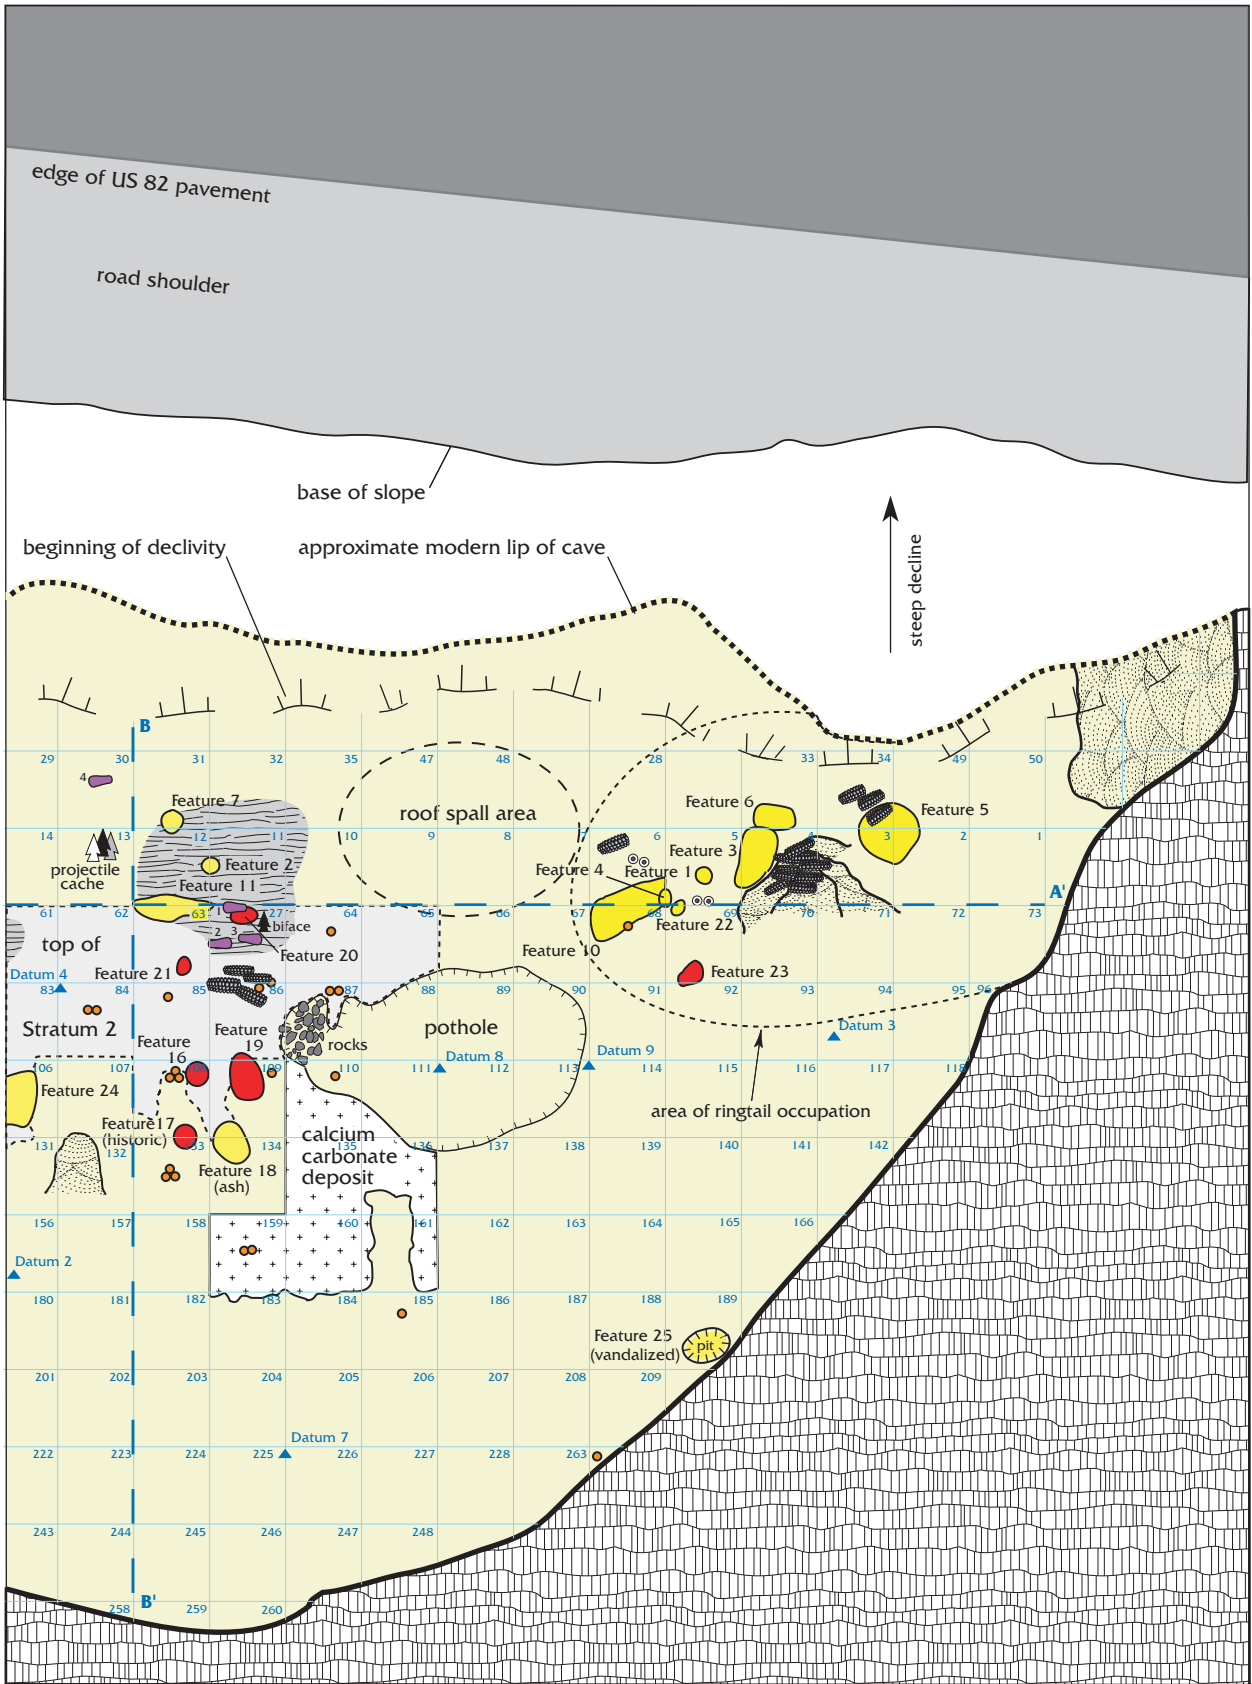 edge of US 82 pavement
road shoulder
base of slope
beginning of declivity
approximate modern lip of cave
steep decline
B
29 30 31 32 35 47 48 28 33 34 49 50
4
Feature 7
roof spall area
Feature 6
Feature 5
14 13 12 11 10 9 8 7 6 5 4 3 2 1
projectile
cache
Feature 2
Feature 3
Feature 4
Feature 1
Feature 11
A'
61 62 63 1 27 64 65 66 67 68 69 70 71 72 73
biface
Feature 22
2 3
top of
Feature 20
Feature 10
Datum 4
Feature 21
Feature 23
83 84 85 86 87 88 89 90 91 92 93 94 95 96
Stratum 2
Feature
16
Feature
19
rocks
pothole
Datum 3
Datum 8
Datum 9
106 107 108 109 110 111 112 113 114 115 116 117 118
Feature 24
area of ringtail occupation
Feature17
(historic)
calcium
carbonate
deposit
131 132 133 134 135 136 137 138 139 140 141 142
Feature 18
(ash)
156 157 158 159 160 161 162 163 164 165 166
Datum 2
180 181 182 183 184 185 186 187 188 189
Feature 25
(vandalized)
pit
201 202 203 204 205 206 207 208 209
Datum 7
222 223 224 225 226 227 228 263
243 244 245 246 247 248
B'
258 259 260